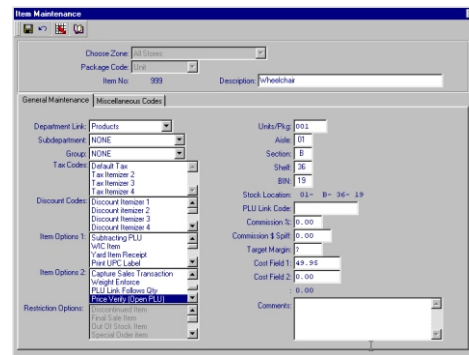 Item Maintenance
Choose Zone: All Stores
Package Code: Unit
Item No: 999 Description: Wheelchair
General Maintenance Miscellaneous Codes
Department Link: Products
Subdepartment: NONE
Group: NONE
Tax Codes: Default Tax
Tax Itemizer 2
Tax Itemizer 3
Tax Itemizer 4
Discount Codes: Discount Itemizer 1
Discount itemizer 2
Discount Itemizer 3
Discount Itemizer 4
Item Options 1: Subtracting PLU
WIC Item
Yard Item Receipt
Print UPC Label
Item Options 2: Capture Sales Transaction
Weight Enforce
PLU Link Follows Qty
Price Verify (Open PLU)
Restriction Options: Discontinued Item
Final Sale Item
Out Of Stock Item
Special Order item
Units/Pkg: 001
Aisle: 01
Section: B
Shelf: 36
BIN: 19
Stock Location: 01- B- 36- 19
PLU Link Code:
Commission %: 0.00
Commission $ Spiff: 0.00
Target Margin: ?
Cost Field 1: 49.95
Cost Field 2: 0.00
: 0.00
Comments: